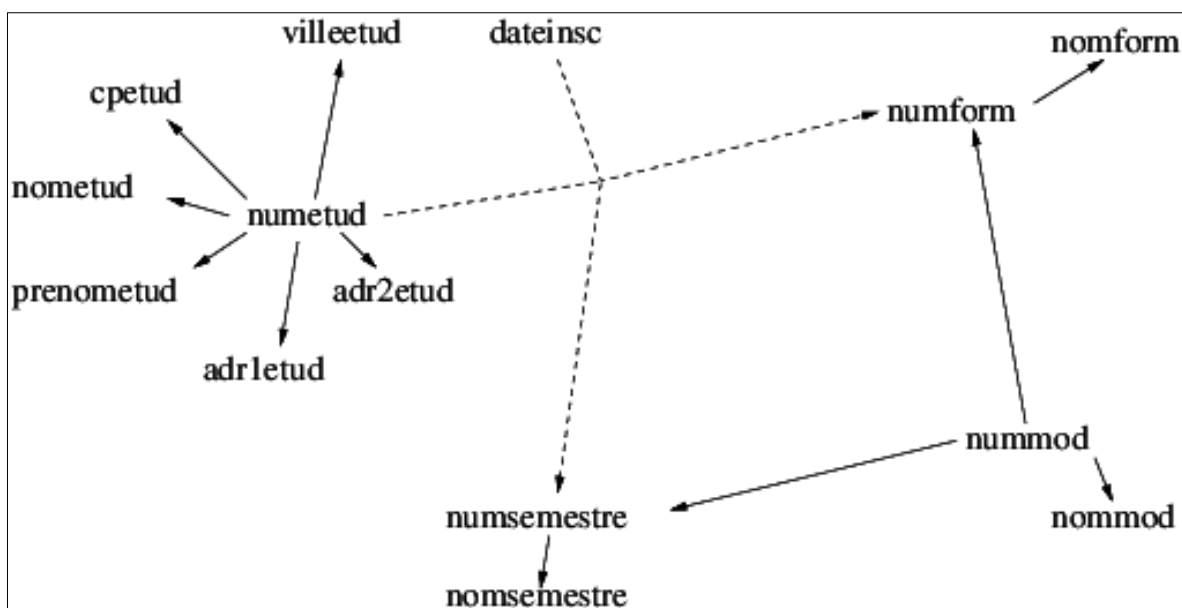 villeetud
dateinsc
nomform
cpetud
numform
nometud
numetud
prenometud
adr2etud
adr1etud
nummod
numsemestre
nommod
nomsemestre